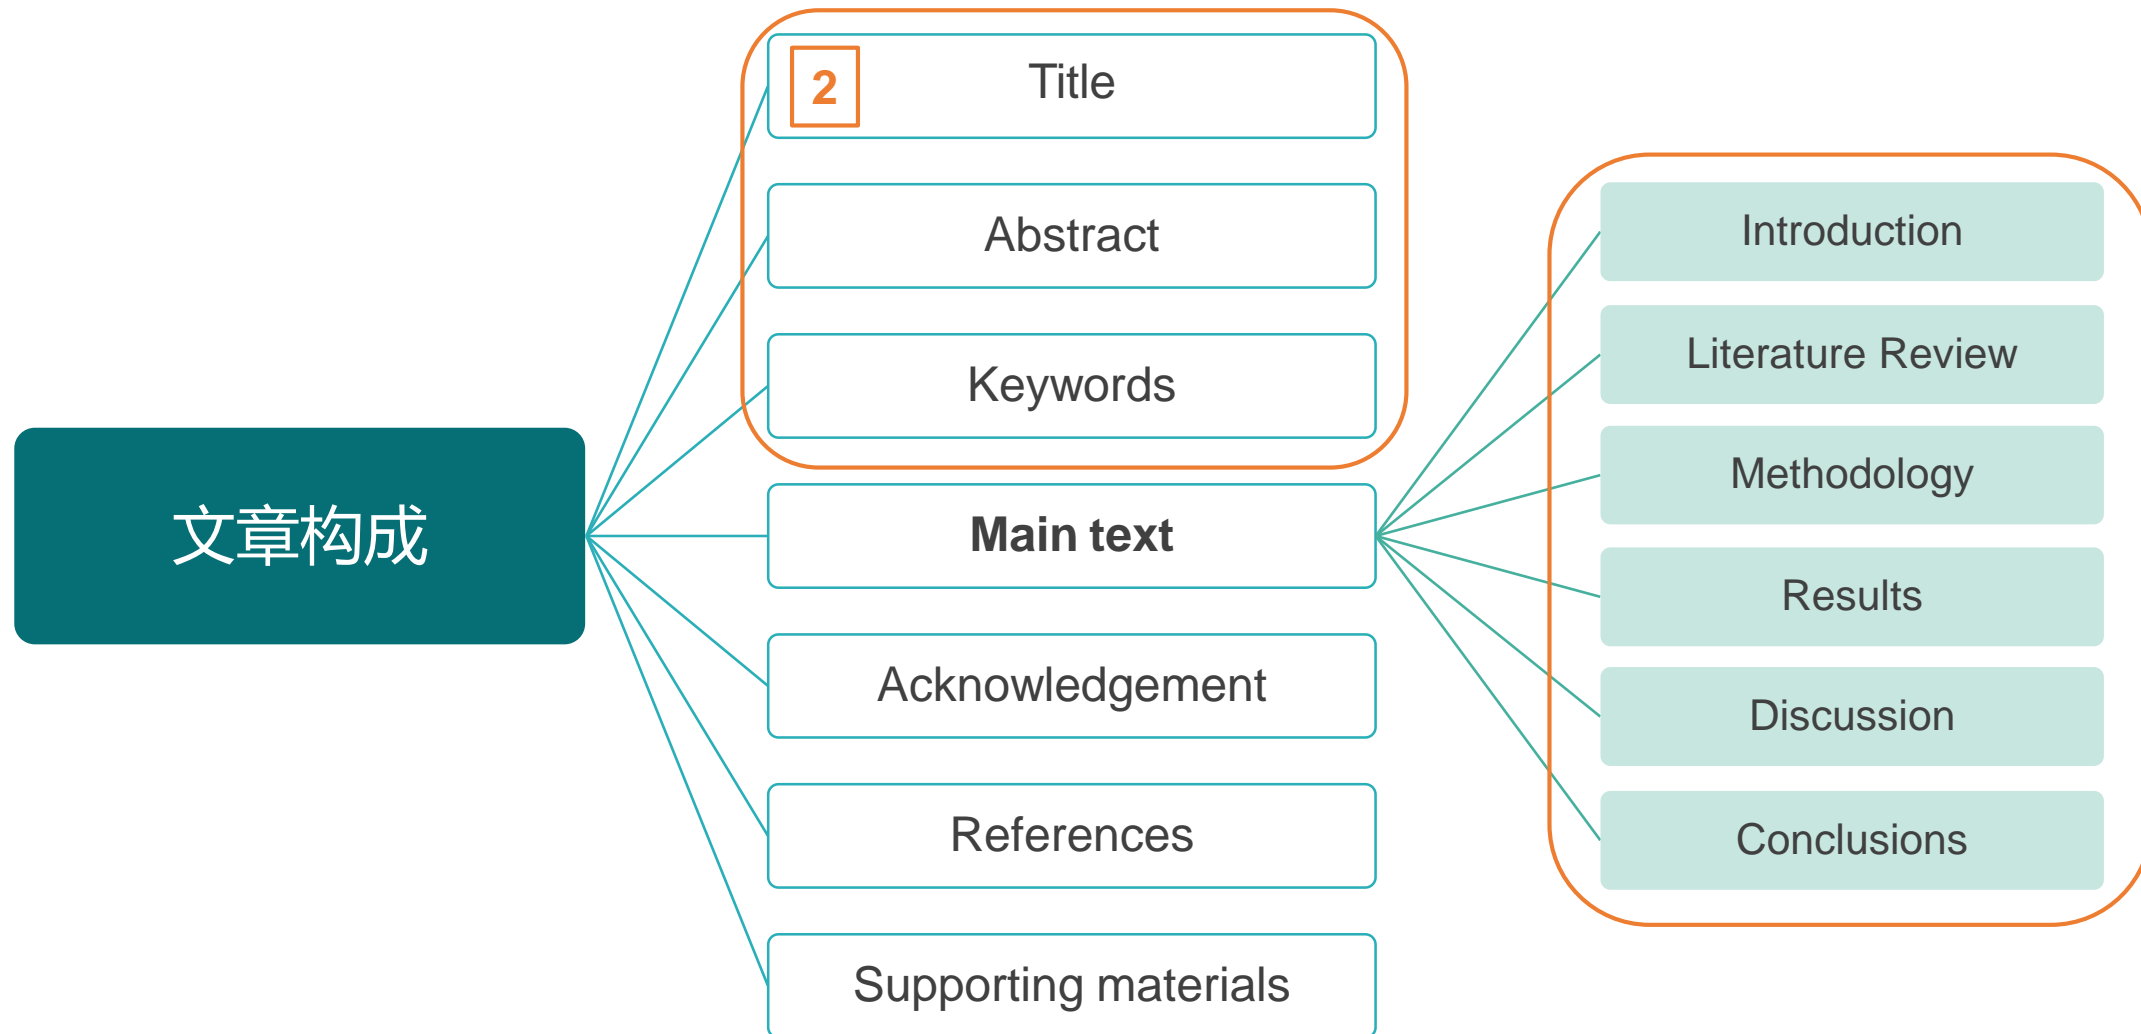 文章构成
2
Title
Abstract
Keywords
Main text
Acknowledgement
References
Supporting materials
Introduction
Literature Review
Methodology
Results
Discussion
Conclusions